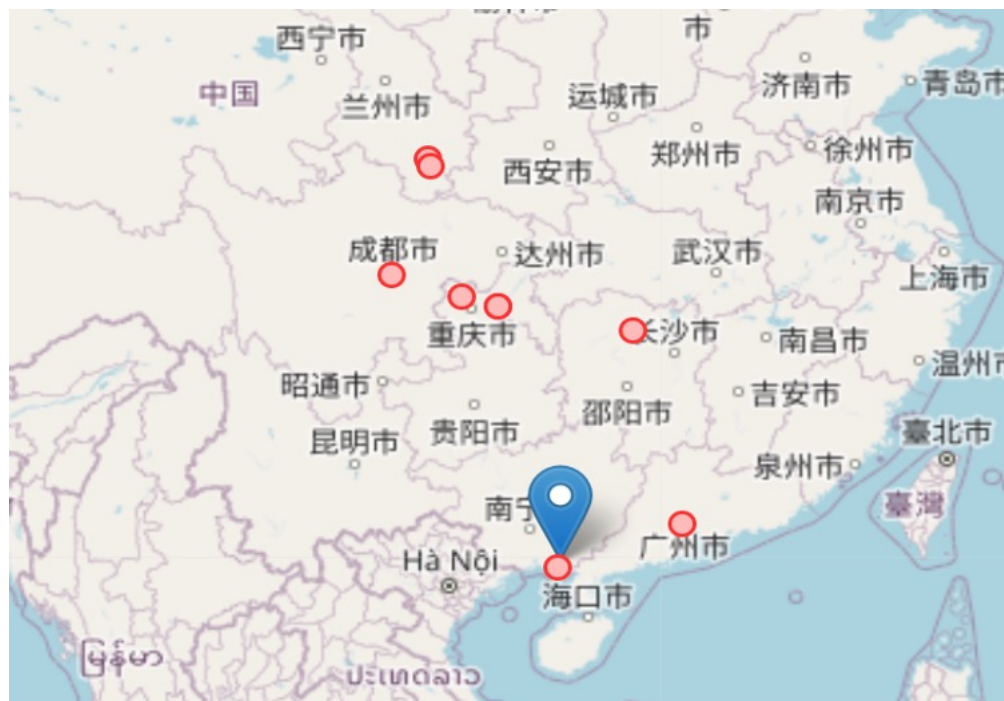 西宁市
市
中国
兰州市
运城市
济南市
青岛市
西安市
郑州市
徐州市
南京市
成都市
达州市
武汉市
上海市
重庆市
长沙市
南昌市
温州市
昭通市
邵阳市
吉安市
昆明市
贵阳市
臺北市
泉州市
南宁
臺灣
广州市
Hà Nội
海口市
မြန်မာ
ປະເທດລາວ